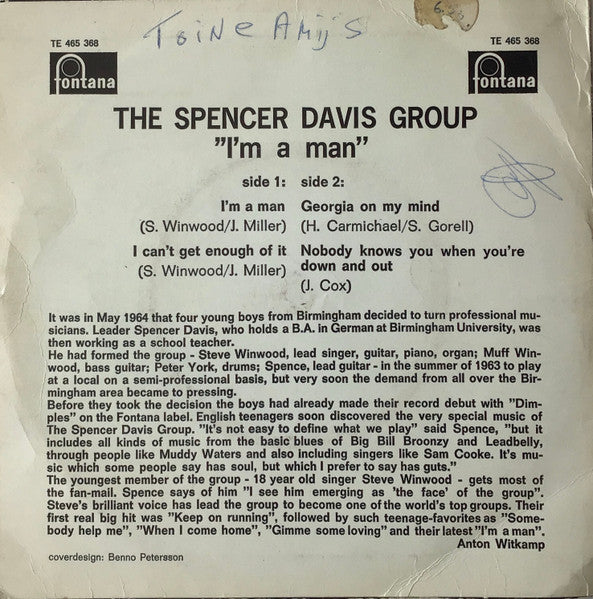 Toine Amij's
TE 465 368
TE 465 368
fontana
fontana
THE SPENCER DAVIS GROUP
”I'm a man”
side 1: side 2:
I'm a man Georgia on my mind
(S. Winwood/J. Miller) (H. Carmichael/S. Gorell)
I can't get enough of it Nobody knows you when you're
(S. Winwood/J. Miller) down and out
(J. Cox)
It was in May 1964 that four young boys from Birmingham decided to turn professional mu-
sicians. Leader Spencer Davis, who holds a B.A. in German at Birmingham University, was
then working as a school teacher.
He had formed the group - Steve Winwood, lead singer, guitar, piano, organ; Muff Win-
wood, bass guitar; Peter York, drums; Spence, lead guitar - in the summer of 1963 to play
at a local on a semi-professional basis, but very soon the demand from all over the Bir-
mingham area became to pressing.
Before they took the decision the boys had already made their record debut with ”Dim-
ples” on the Fontana label. English teenagers soon discovered the very special music of
The Spencer Davis Group. ”It's not easy to define what we play” said Spence, ”but it
includes all kinds of music from the basic blues of Big Bill Broonzy and Leadbelly,
through people like Muddy Waters and also including singers like Sam Cooke. It's mu-
sic which some people say has soul, but which I prefer to say has guts.”
The youngest member of the group - 18 year old singer Steve Winwood - gets most of
the fan-mail. Spence says of him ”I see him emerging as 'the face' of the group”.
Steve's brilliant voice has lead the group to become one of the world's top groups. Their
first real big hit was ”Keep on running”, followed by such teenage-favorites as ”Some-
body help me”, ”When I come home”, ”Gimme some loving” and their latest ”I'm a man”.
Anton Witkamp
coverdesign: Benno Petersson